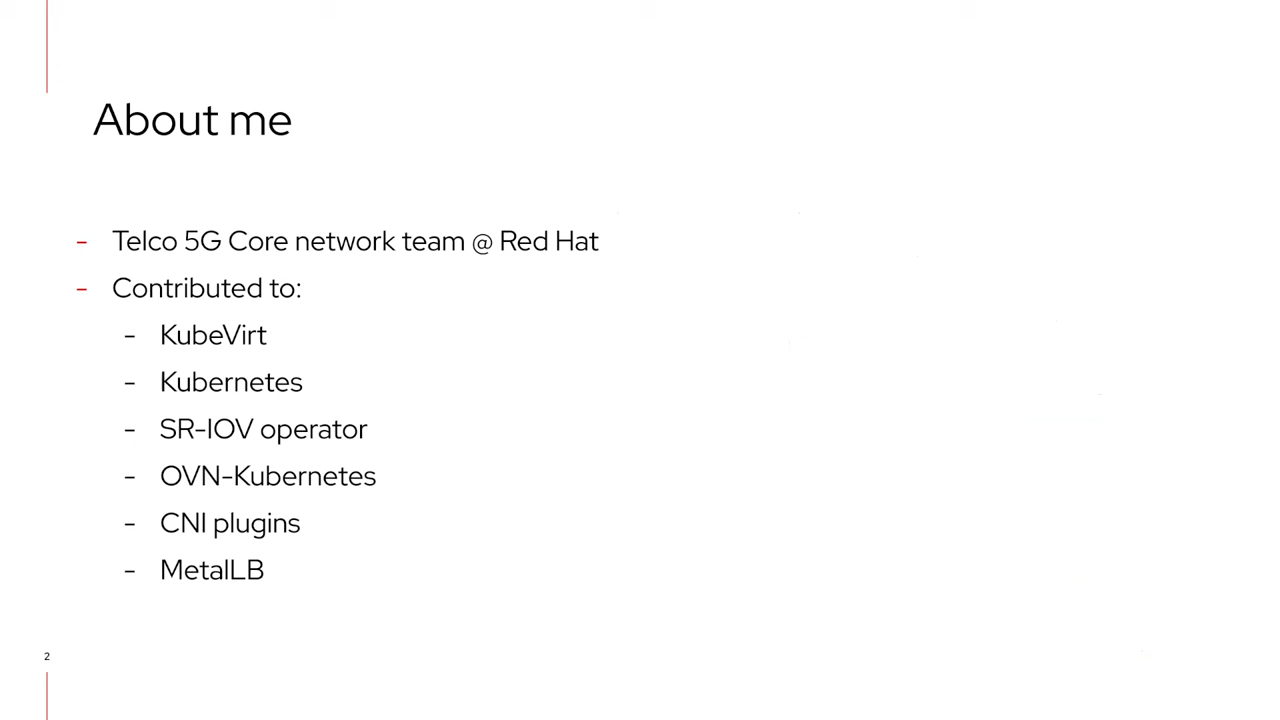 About me
- Telco 5G Core network team @ Red Hat
- Contributed to:
- KubeVirt
- Kubernetes
- SR-IOV operator
- OVN-Kubernetes
- CNI plugins
- MetalLB
2